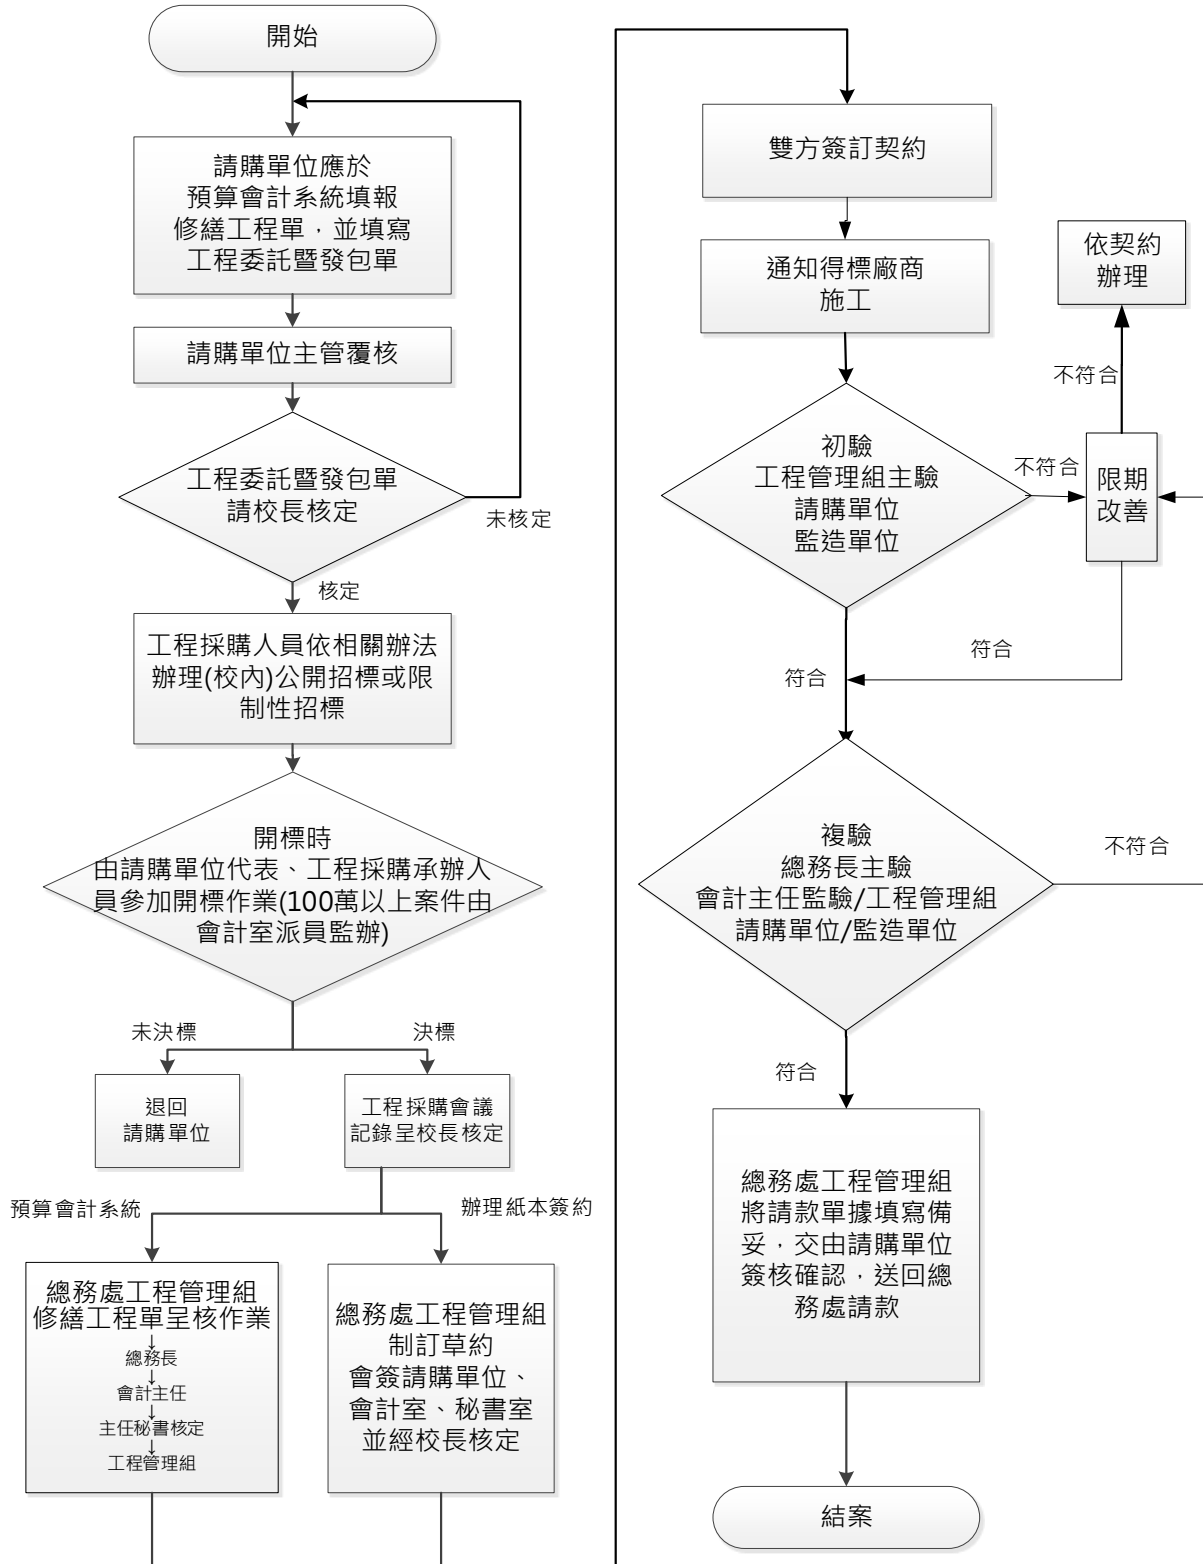 開始
請購單位應於
預算會計系統填報
修繕工程單，並填寫
工程委託暨發包單
請購單位主管覆核
工程委託暨發包單
請校長核定
未核定
核定
工程採購人員依相關辦法
辦理(校內)公開招標或限
制性招標
開標時
由請購單位代表、工程採購承辦人
員參加開標作業(100萬以上案件由
會計室派員監辦)
未決標
決標
退回
請購單位
工程採購會議
記錄呈校長核定
預算會計系統
辦理紙本簽約
總務處工程管理組
修繕工程單呈核作業
↓
總務長
↓
會計主任
↓
主任秘書核定
↓
工程管理組
總務處工程管理組
制訂草約
會簽請購單位、
會計室、秘書室
並經校長核定
雙方簽訂契約
通知得標廠商
施工
依契約
辦理
不符合
初驗
工程管理組主驗
請購單位
監造單位
不符合
限期
改善
符合
符合
複驗
總務長主驗
會計主任監驗/工程管理組
請購單位/監造單位
不符合
符合
總務處工程管理組
將請款單據填寫備
妥，交由請購單位
簽核確認，送回總
務處請款
結案